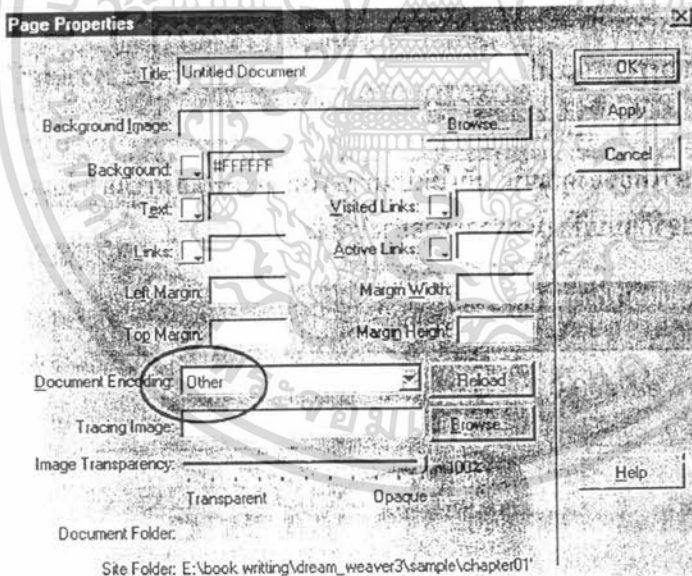 Page Properties
Title: Untitled Document
OK
Background Image:
Browse...
Apply
Background: #FFFFFF
Cancel
Text:
Visited Links:
Links:
Active Links:
Left Margin:
Margin Width:
Top Margin:
Margin Height:
Document Encoding: Other
Reload
Tracing Image:
Browse...
Image Transparency:
100%
Help
Transparent
Opaque
Document Folder:
Site Folder: E:\book writting\dream_weaver3\sample\chapter01'